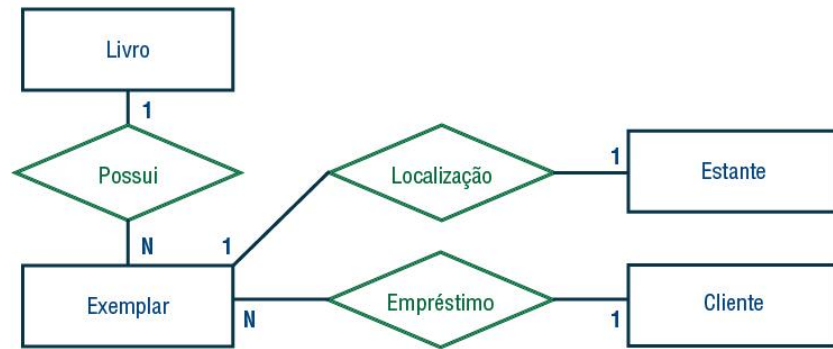 Livro
1
Possui
N
Exemplar
1
Localização
1
Estante
N
Empréstimo
1
Cliente